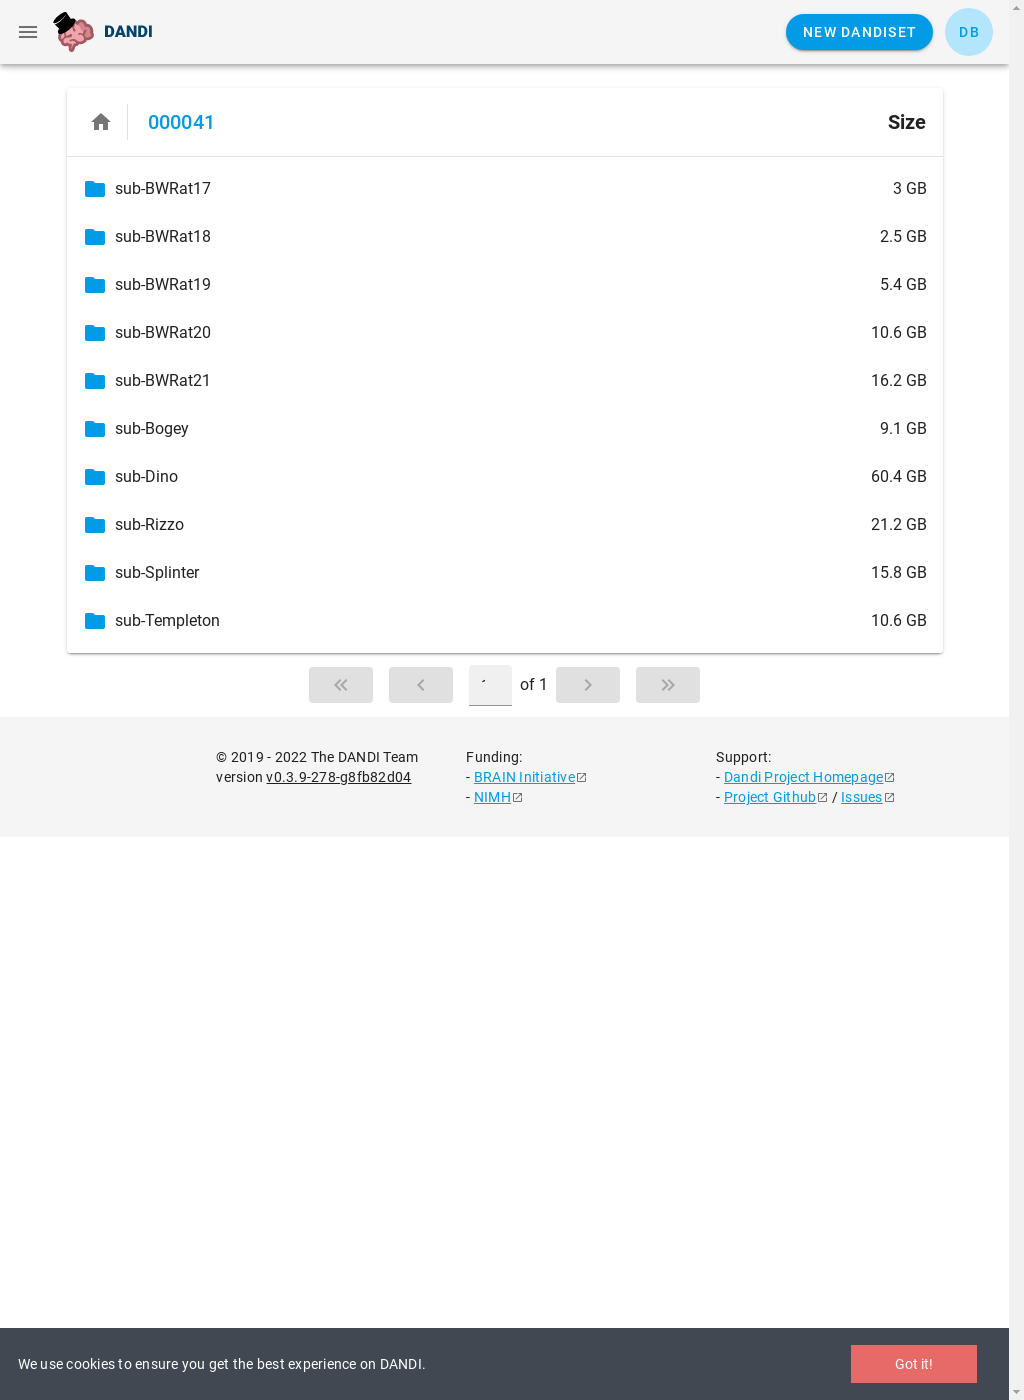 DANDI
NEW DANDISET
DB
000041
Size
sub-BWRat17 3 GB
sub-BWRat18 2.5 GB
sub-BWRat19 5.4 GB
sub-BWRat20 10.6 GB
sub-BWRat21 16.2 GB
sub-Bogey 9.1 GB
sub-Dino 60.4 GB
sub-Rizzo 21.2 GB
sub-Splinter 15.8 GB
sub-Templeton 10.6 GB
of 1
© 2019 - 2022 The DANDI Team
version v0.3.9-278-g8fb82d04
Funding:
- BRAIN Initiative
- NIMH
Support:
- Dandi Project Homepage
- Project Github / Issues
We use cookies to ensure you get the best experience on DANDI.
Got it!